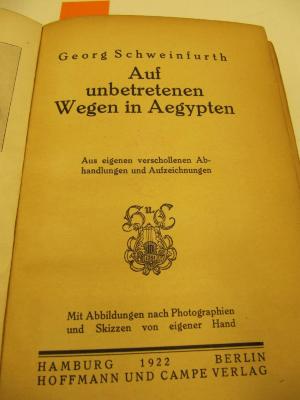 Georg Schweinfurth
Auf
unbetretenen
Wegen in Aegypten
Aus eigenen verschollenen Ab-
handlungen und Aufzeichnungen
H u C
Mit Abbildungen nach Photographien
und Skizzen von eigener Hand
HAMBURG 1922 BERLIN
HOFFMANN UND CAMPE VERLAG